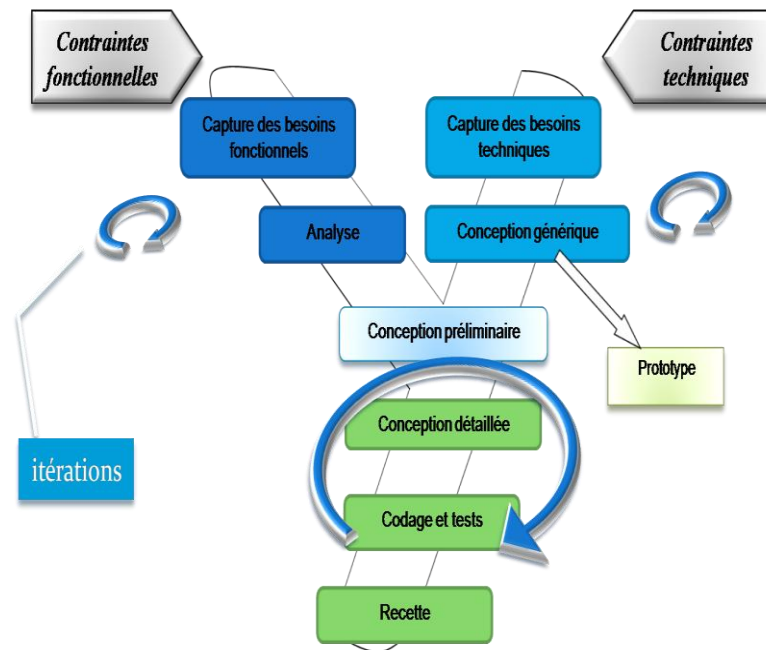 Contraintes
fonctionnelles
Contraintes
techniques
Capture des besoins
fonctionnels
Capture des besoins
techniques
Analyse
Conception générique
Conception préliminaire
Prototype
Conception détaillée
itérations
Codage et tests
Recette